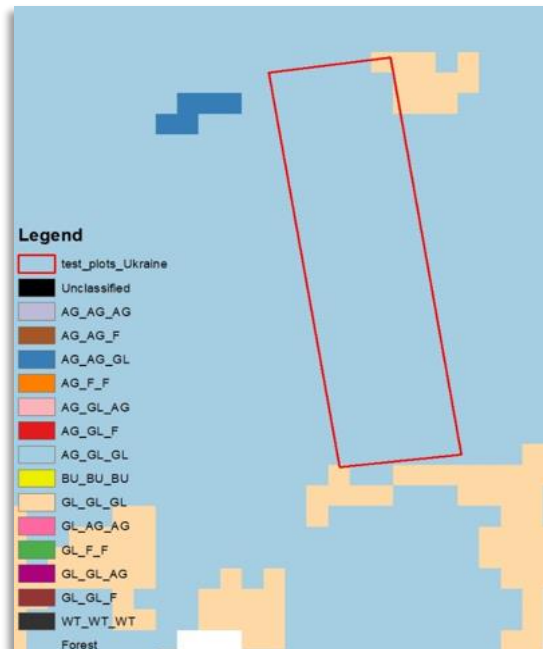 Legend
test_plots_Ukraine
Unclassified
AG_AG_AG
AG_AG_F
AG_AG_GL
AG_F_F
AG_GL_AG
AG_GL_F
AG_GL_GL
BU_BU_BU
GL_GL_GL
GL_AG_AG
GL_F_F
GL_GL_AG
GL_GL_F
WT_WT_WT
Forest